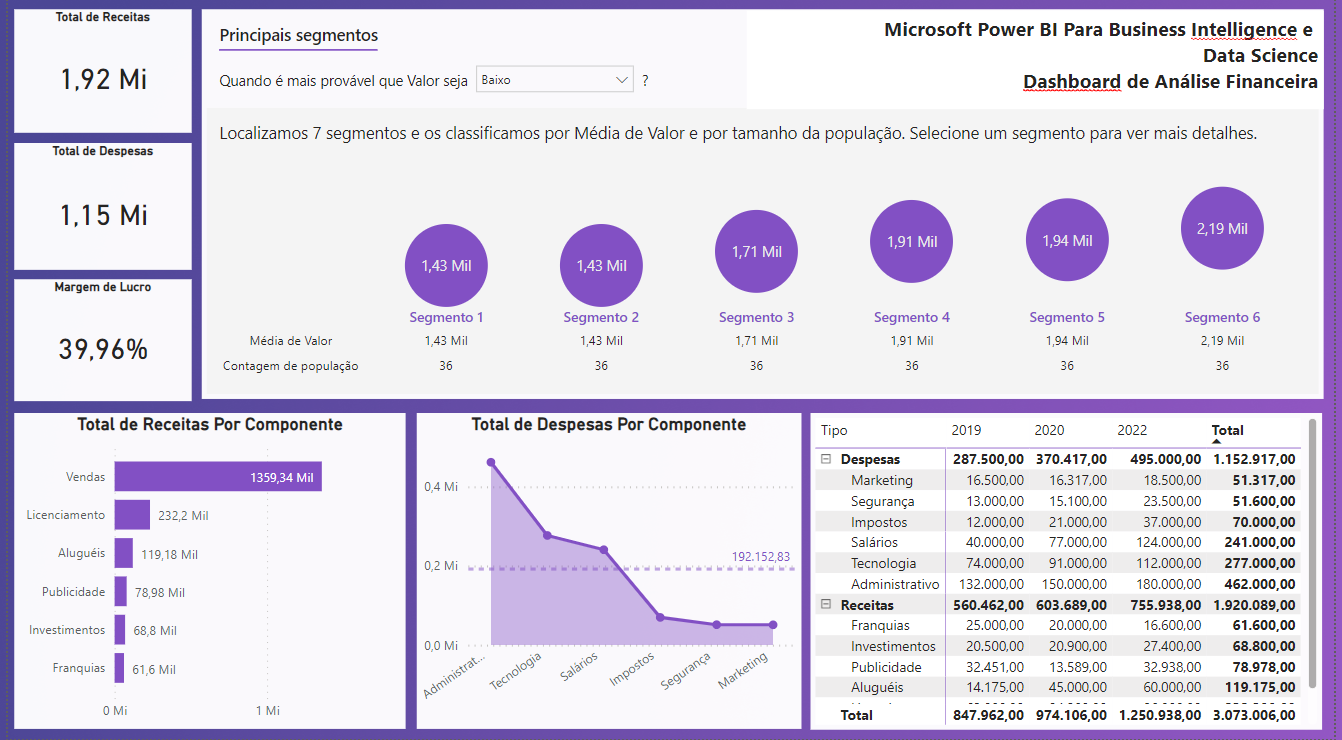 Total de Receitas
1,92 Mi
Total de Despesas
1,15 Mi
Margem de Lucro
39,96%
Principais segmentos
Quando é mais provável que Valor seja Baixo ?
Microsoft Power BI Para Business Intelligence e
Data Science
Dashboard de Análise Financeira
Localizamos 7 segmentos e os classificamos por Média de Valor e por tamanho da população. Selecione um segmento para ver mais detalhes.
1,43 Mil 1,43 Mil 1,71 Mil 1,91 Mil 1,94 Mil 2,19 Mil
Segmento 1 Segmento 2 Segmento 3 Segmento 4 Segmento 5 Segmento 6
Média de Valor 1,43 Mil 1,43 Mil 1,71 Mil 1,91 Mil 1,94 Mil 2,19 Mil
Contagem de população 36 36 36 36 36 36
Total de Receitas Por Componente
Vendas 1359,34 Mil
Licenciamento 232,2 Mil
Aluguéis 119,18 Mil
Publicidade 78,98 Mil
Investimentos 68,8 Mil
Franquias 61,6 Mil
0 Mi 1 Mi
Total de Despesas Por Componente
0,4 Mi
192.152,83
0,2 Mi
0,0 Mi
Administrat... Tecnologia Salários Impostos Segurança Marketing
Tipo 2019 2020 2022 Total
Despesas 287.500,00 370.417,00 495.000,00 1.152.917,00
Marketing 16.500,00 16.317,00 18.500,00 51.317,00
Segurança 13.000,00 15.100,00 23.500,00 51.600,00
Impostos 12.000,00 21.000,00 37.000,00 70.000,00
Salários 40.000,00 77.000,00 124.000,00 241.000,00
Tecnologia 74.000,00 91.000,00 112.000,00 277.000,00
Administrativo 132.000,00 150.000,00 180.000,00 462.000,00
Receitas 560.462,00 603.689,00 755.938,00 1.920.089,00
Franquias 25.000,00 20.000,00 16.600,00 61.600,00
Investimentos 20.500,00 20.900,00 27.400,00 68.800,00
Publicidade 32.451,00 13.589,00 32.938,00 78.978,00
Aluguéis 14.175,00 45.000,00 60.000,00 119.175,00
Total 847.962,00 974.106,00 1.250.938,00 3.073.006,00